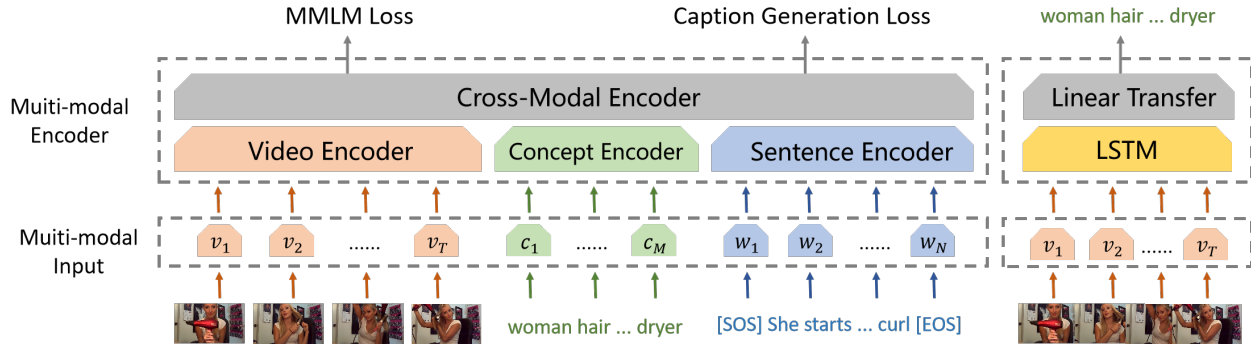 MMLM Loss
Caption Generation Loss
woman hair ... dryer
Muiti-modal
Encoder
Cross-Modal Encoder
Linear Transfer
Video Encoder
Concept Encoder
Sentence Encoder
LSTM
Muiti-modal
Input
v1 v2 ...... vT
c1 ...... cM
w1 w2 ...... wN
v1 v2 ...... vT
woman hair ... dryer
[SOS] She starts ... curl [EOS]